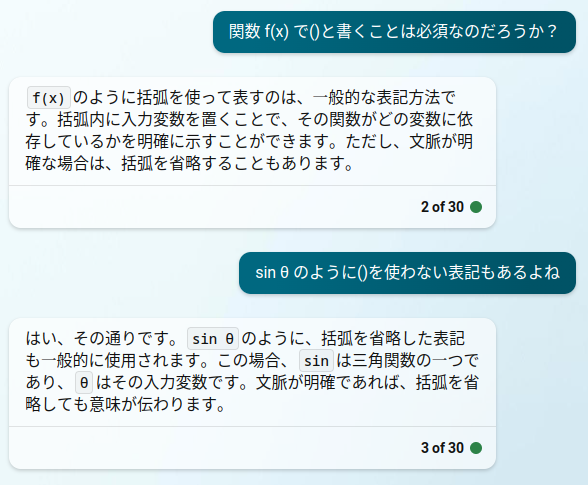 関数 f(x) で()と書くことは必須なのだろうか？
f(x) のように括弧を使って表すのは、一般的な表記方法で
す。括弧内に入力変数を置くことで、その関数がどの変数に依
存しているかを明確に示すことができます。ただし、文脈が明
確な場合は、括弧を省略することもあります。
2 of 30
sin θ のように()を使わない表記もあるよね
はい、その通りです。 sin θ のように、括弧を省略した表記
も一般的に使用されます。この場合、 sin は三角関数の一つで
あり、 θ はその入力変数です。文脈が明確であれば、括弧を省
略しても意味が伝わります。
3 of 30